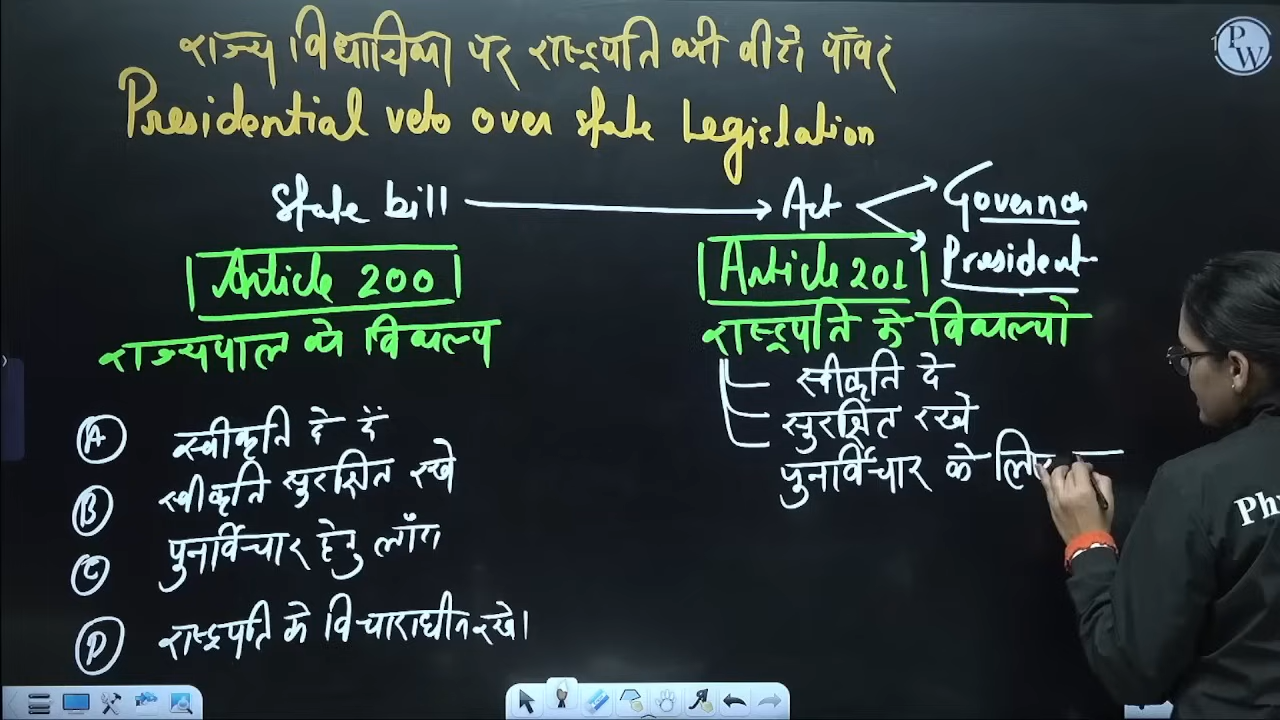 राज्य विधायिका पर राष्ट्रपति की वीटो पाँवर
Presidential veto over state Legislation
State bill → Act
Governor
President
Article 200
Article 201
राज्यपाल के विकल्प
राष्ट्रपति के विकल्पो
स्वीकृति दे
सुरक्षित रखे
पुनर्विचार के लिए
A स्वीकृति दे दें
B स्वीकृति सुरक्षित रखे
C पुनर्विचार हेतु
D राष्ट्रपति के विचाराधीन रखे।
PW
Phy